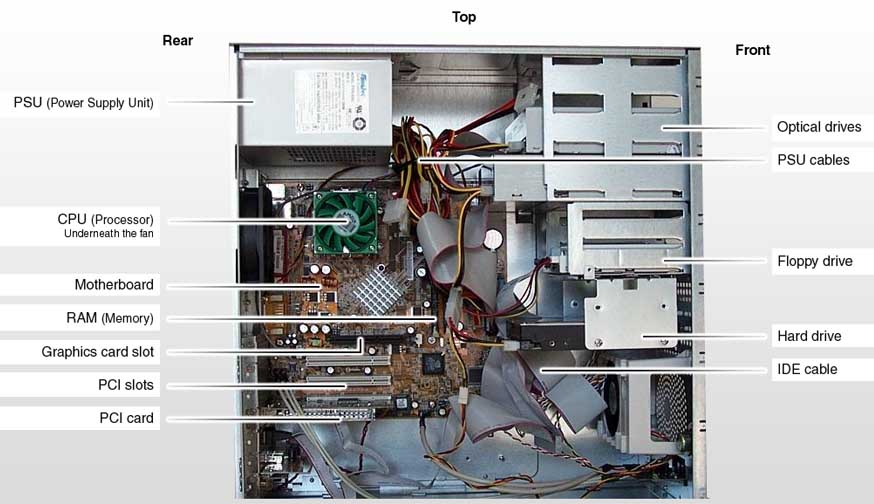 Top
Rear
Front
PSU (Power Supply Unit)
Optical drives
PSU cables
CPU (Processor)
Underneath the fan
Floppy drive
Motherboard
RAM (Memory)
Hard drive
Graphics card slot
IDE cable
PCI slots
PCI card